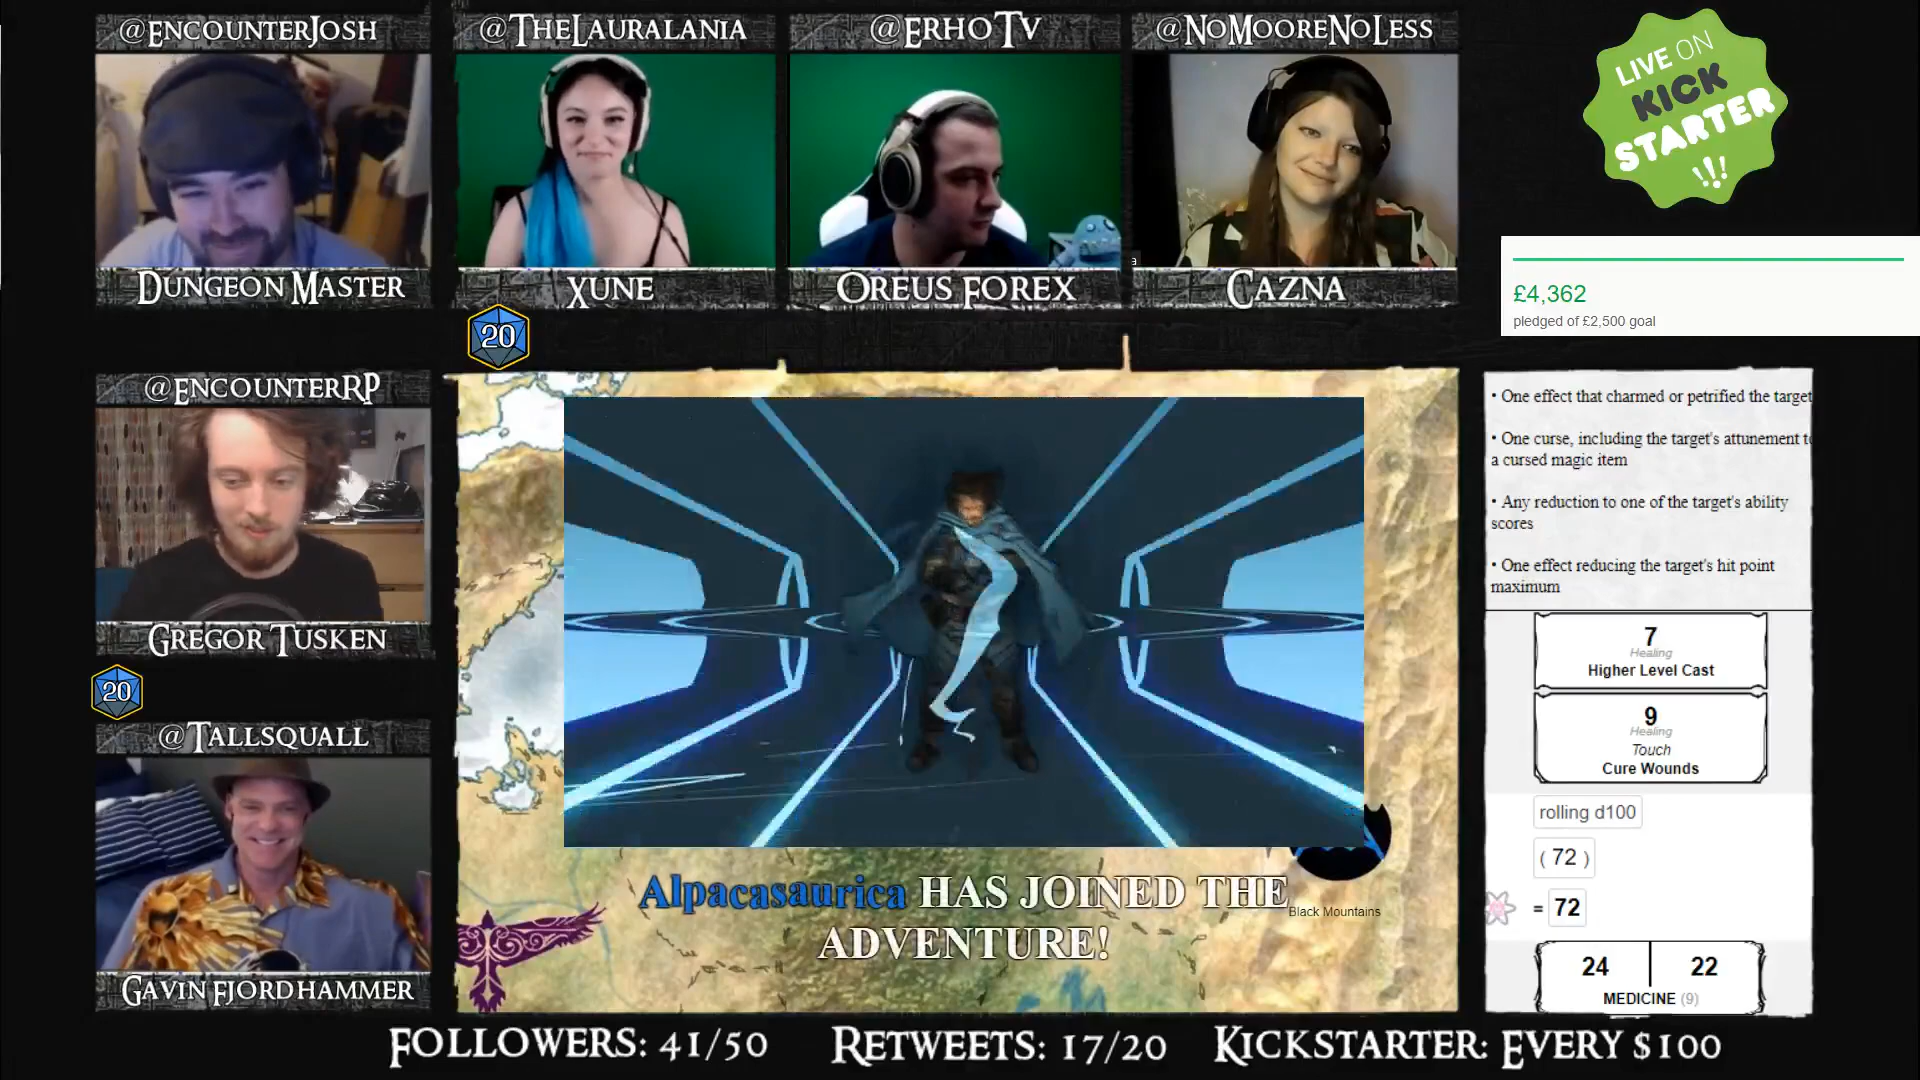 @EncounterJosh
@TheLauralania
@ErhoTv
@NoMooreNoLess
LIVE ON
KICK
STARTER
!!!
Dungeon Master
Xune
Oreus Forex
Cazna
a
£4,362
pledged of £2,500 goal
20
@EncounterRP
Gregor Tusken
20
@Tallsquall
Gavin Fjordhammer
Alpacasaurica HAS JOINED THE
ADVENTURE!
Black Mountains
• One effect that charmed or petrified the target
• One curse, including the target's attunement to
a cursed magic item
• Any reduction to one of the target's ability
scores
• One effect reducing the target's hit point
maximum
7
Healing
Higher Level Cast
9
Healing
Touch
Cure Wounds
rolling d100
( 72 )
= 72
24 22
MEDICINE (9)
Followers: 41/50 Retweets: 17/20 Kickstarter: Every $100